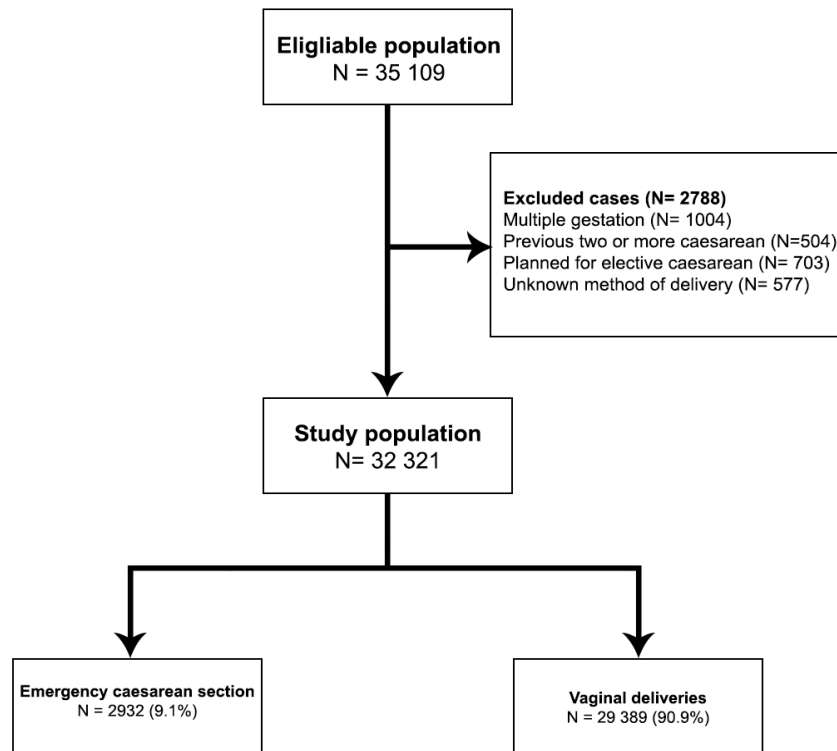 Eligliable population
N = 35 109
Excluded cases (N= 2788)
Multiple gestation (N= 1004)
Previous two or more caesarean (N=504)
Planned for elective caesarean (N= 703)
Unknown method of delivery (N= 577)
Study population
N= 32 321
Emergency caesarean section
N = 2932 (9.1%)
Vaginal deliveries
N = 29 389 (90.9%)